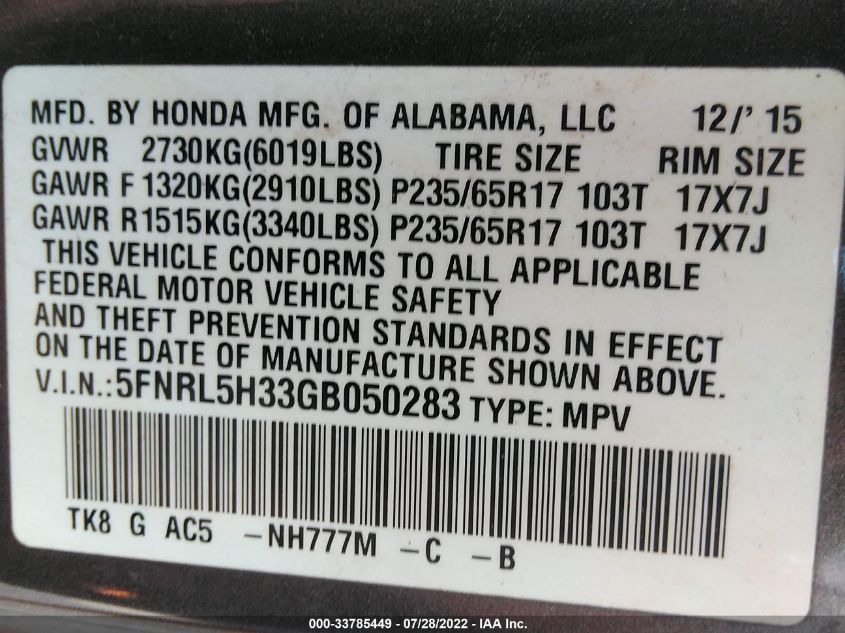 MFD. BY HONDA MFG. OF ALABAMA, LLC 12/' 15
GVWR 2730KG(6019LBS) TIRE SIZE RIM SIZE
GAWR F 1320KG(2910LBS) P235/65R17 103T 17X7J
GAWR R1515KG(3340LBS) P235/65R17 103T 17X7J
THIS VEHICLE CONFORMS TO ALL APPLICABLE
FEDERAL MOTOR VEHICLE SAFETY
AND THEFT PREVENTION STANDARDS IN EFFECT
ON THE DATE OF MANUFACTURE SHOWN ABOVE.
V.I.N.:5FNRL5H33GB050283 TYPE: MPV
TK8 G AC5 -NH777M -C -B
000-33785449 - 07/28/2022 - IAA Inc.